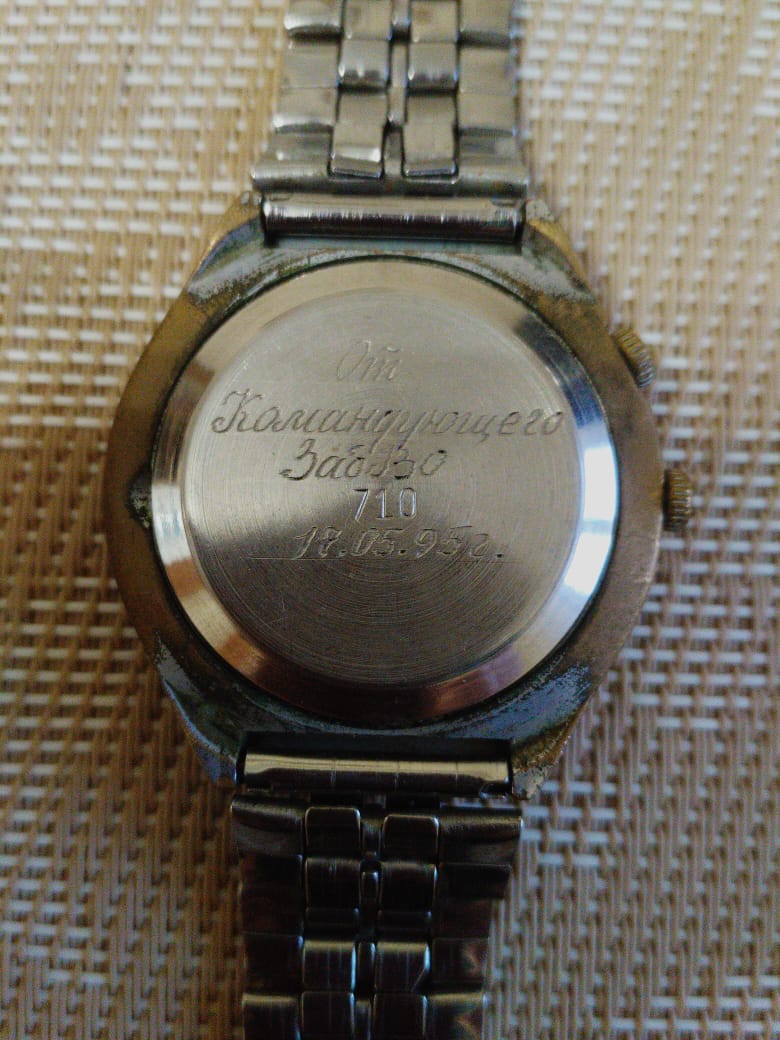 От
Командующего
ЗабВО
710
18.05.95г.